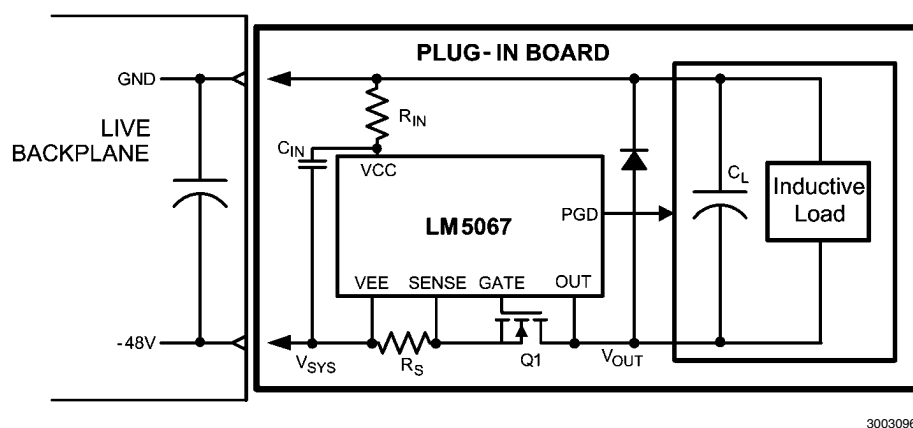 PLUG-IN BOARD
GND
LIVE
BACKPLANE
RIN
CIN
VCC
LM5067
PGD
CL
Inductive
Load
VEE SENSE GATE OUT
-48V
VSYS
RS
Q1
VOUT
3003096